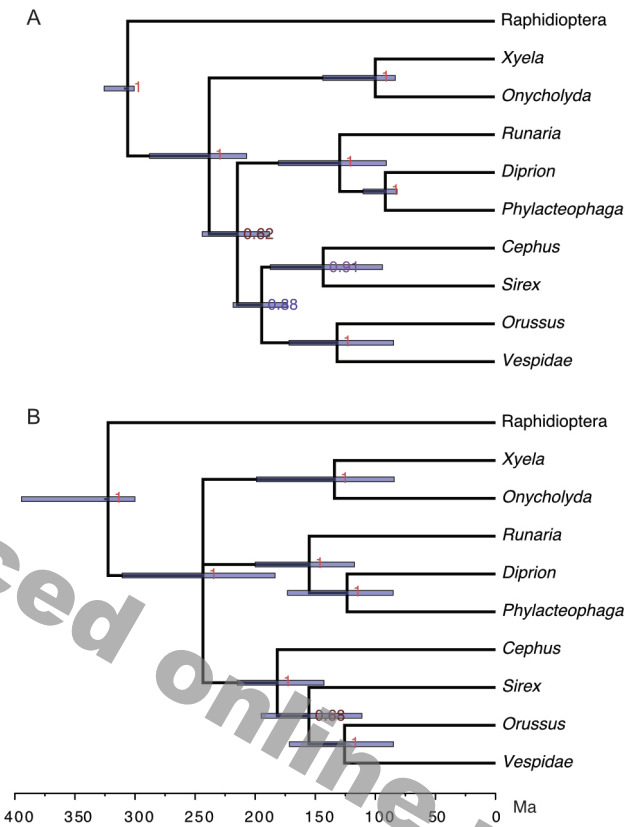 A
Raphidioptera
Xyela
1
1
Onycholyda
Runaria
1
1
Diprion
1
Phylacteophaga
0.62
Cephus
0.91
Sirex
0.88
Orussus
1
Vespidae
B
Raphidioptera
Xyela
1
Onycholyda
1
Runaria
1
Diprion
1
1
Phylacteophaga
Cephus
1
Sirex
0.68
Orussus
1
Vespidae
ced online
400 350 300 250 200 150 100 50 0 Ma